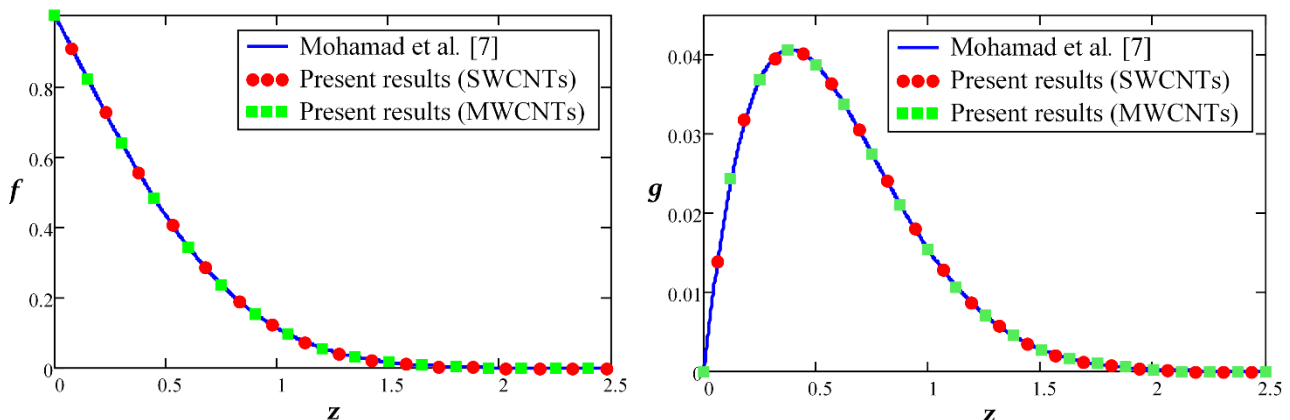 Mohamad et al. [7]
Present results (SWCNTs)
Present results (MWCNTs)
0.8
0.6
f
0.4
0.2
0
0 0.5 1 1.5 2 2.5
z
Mohamad et al. [7]
Present results (SWCNTs)
Present results (MWCNTs)
0.04
0.03
g
0.02
0.01
0
0 0.5 1 1.5 2 2.5
z